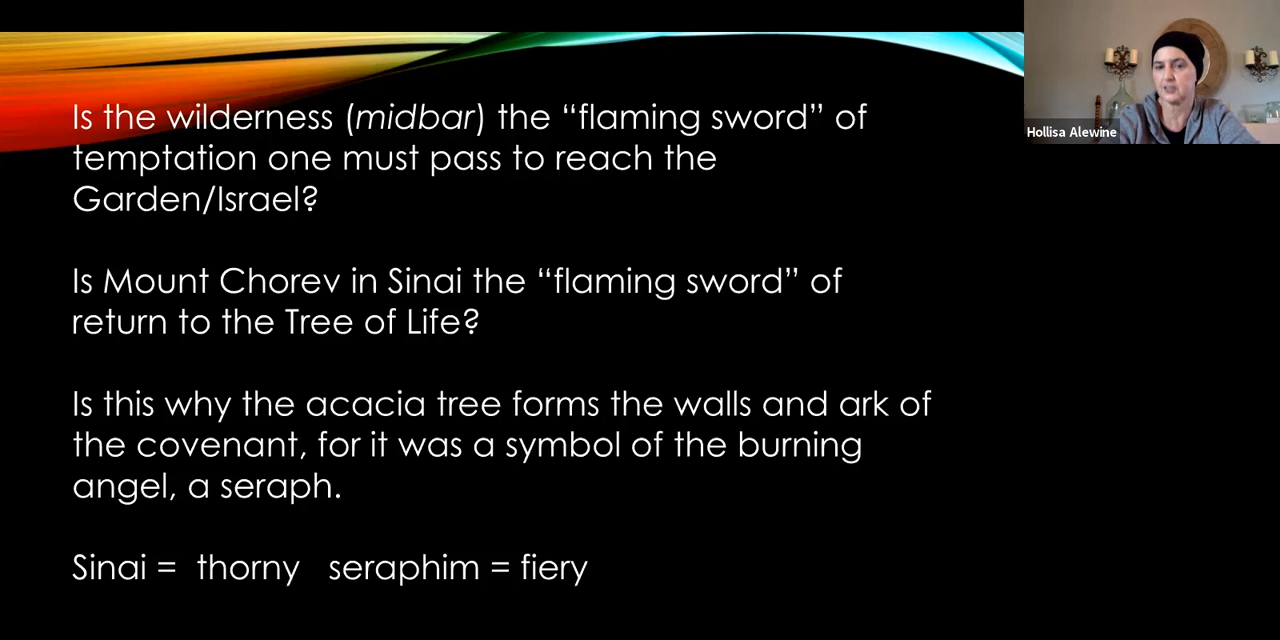 Is the wilderness (midbar) the “flaming sword” of
temptation one must pass to reach the
Garden/Israel?
Is Mount Chorev in Sinai the “flaming sword” of
return to the Tree of Life?
Is this why the acacia tree forms the walls and ark of
the covenant, for it was a symbol of the burning
angel, a seraph.
Sinai = thorny seraphim = fiery
Hollisa Alewine